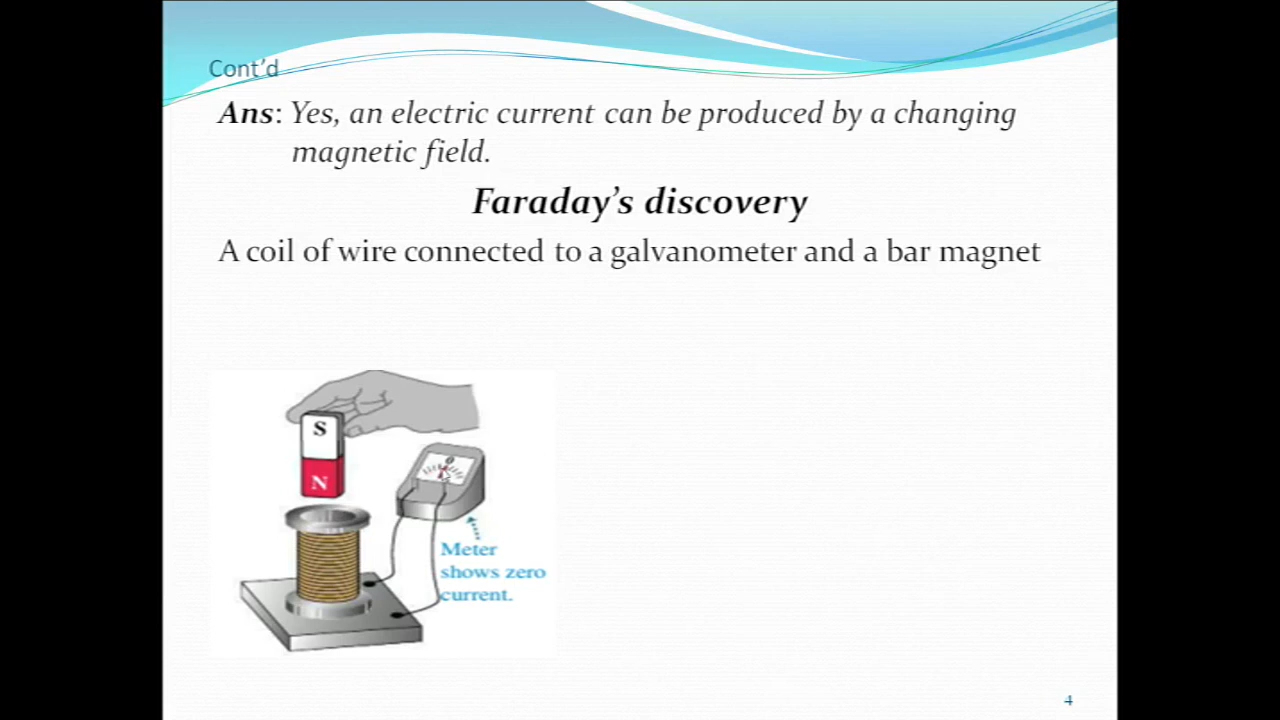 Cont'd
Ans: Yes, an electric current can be produced by a changing
magnetic field.
Faraday's discovery
A coil of wire connected to a galvanometer and a bar magnet
S
N
0
Meter
shows zero
current.
4